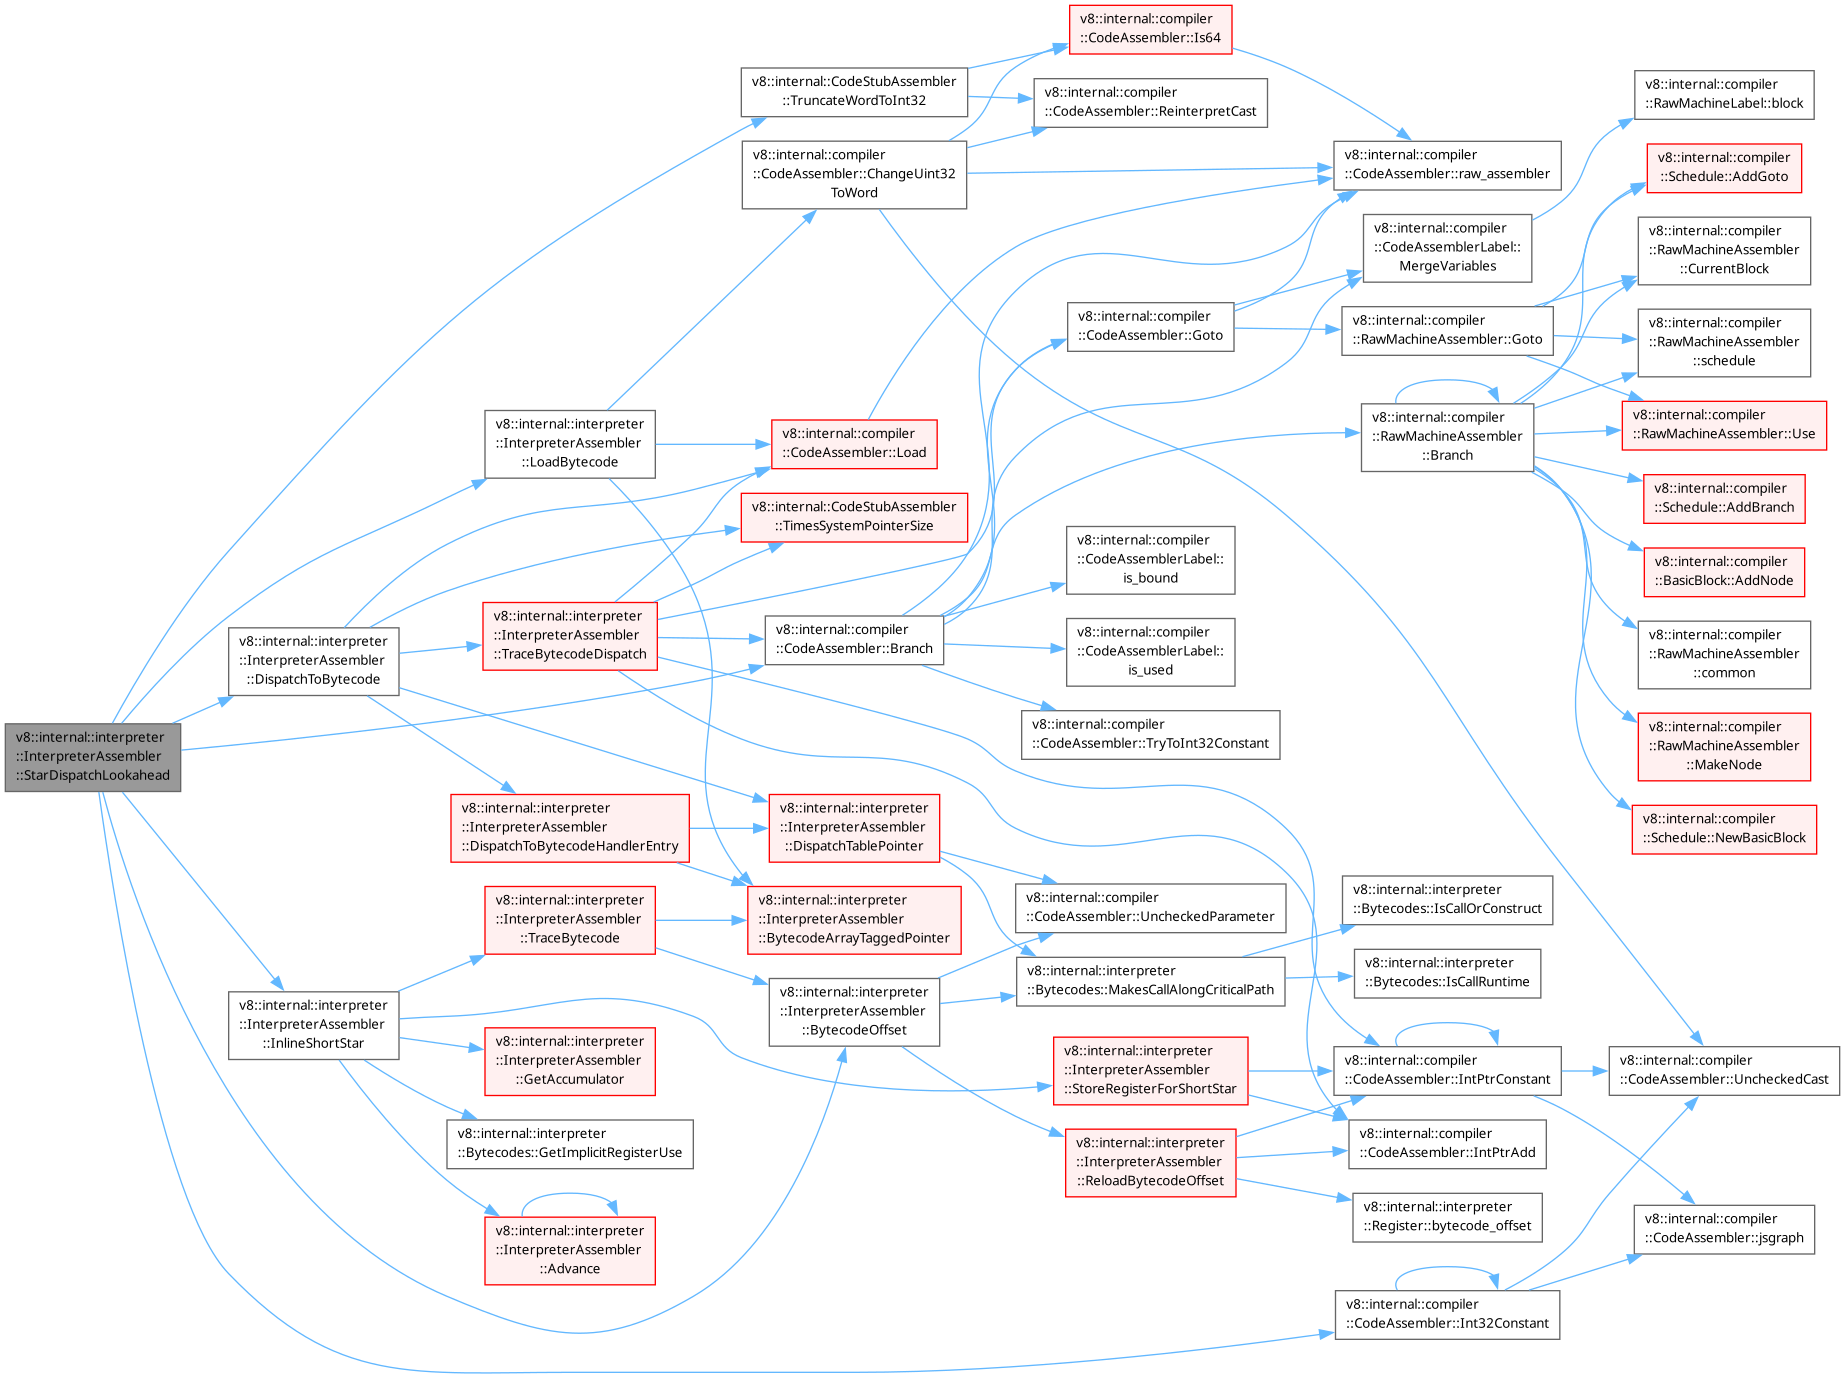 v8::internal::interpreter
::InterpreterAssembler
::StarDispatchLookahead
v8::internal::CodeStubAssembler
::TruncateWordToInt32
v8::internal::compiler
::CodeAssembler::Is64
v8::internal::compiler
::CodeAssembler::ReinterpretCast
v8::internal::compiler
::CodeAssembler::ChangeUint32
ToWord
v8::internal::compiler
::CodeAssembler::raw_assembler
v8::internal::compiler
::RawMachineLabel::block
v8::internal::compiler
::Schedule::AddGoto
v8::internal::compiler
::CodeAssemblerLabel::
MergeVariables
v8::internal::compiler
::RawMachineAssembler
::CurrentBlock
v8::internal::compiler
::CodeAssembler::Goto
v8::internal::compiler
::RawMachineAssembler::Goto
v8::internal::compiler
::RawMachineAssembler
::schedule
v8::internal::compiler
::RawMachineAssembler
::Branch
v8::internal::compiler
::RawMachineAssembler::Use
v8::internal::interpreter
::InterpreterAssembler
::LoadBytecode
v8::internal::compiler
::CodeAssembler::Load
v8::internal::compiler
::Schedule::AddBranch
v8::internal::CodeStubAssembler
::TimesSystemPointerSize
v8::internal::compiler
::CodeAssemblerLabel::
is_bound
v8::internal::compiler
::BasicBlock::AddNode
v8::internal::interpreter
::InterpreterAssembler
::DispatchToBytecode
v8::internal::interpreter
::InterpreterAssembler
::TraceBytecodeDispatch
v8::internal::compiler
::CodeAssembler::Branch
v8::internal::compiler
::CodeAssemblerLabel::
is_used
v8::internal::compiler
::RawMachineAssembler
::common
v8::internal::compiler
::CodeAssembler::TryToInt32Constant
v8::internal::compiler
::RawMachineAssembler
::MakeNode
v8::internal::compiler
::Schedule::NewBasicBlock
v8::internal::interpreter
::InterpreterAssembler
::DispatchToBytecodeHandlerEntry
v8::internal::interpreter
::InterpreterAssembler
::DispatchTablePointer
v8::internal::interpreter
::InterpreterAssembler
::TraceBytecode
v8::internal::interpreter
::InterpreterAssembler
::BytecodeArrayTaggedPointer
v8::internal::compiler
::CodeAssembler::UncheckedParameter
v8::internal::interpreter
::Bytecodes::IsCallOrConstruct
v8::internal::interpreter
::Bytecodes::MakesCallAlongCriticalPath
v8::internal::interpreter
::Bytecodes::IsCallRuntime
v8::internal::interpreter
::InterpreterAssembler
::InlineShortStar
v8::internal::interpreter
::InterpreterAssembler
::BytecodeOffset
v8::internal::interpreter
::InterpreterAssembler
::GetAccumulator
v8::internal::interpreter
::InterpreterAssembler
::StoreRegisterForShortStar
v8::internal::compiler
::CodeAssembler::IntPtrConstant
v8::internal::compiler
::CodeAssembler::UncheckedCast
v8::internal::interpreter
::Bytecodes::GetImplicitRegisterUse
v8::internal::interpreter
::InterpreterAssembler
::ReloadBytecodeOffset
v8::internal::compiler
::CodeAssembler::IntPtrAdd
v8::internal::interpreter
::InterpreterAssembler
::Advance
v8::internal::interpreter
::Register::bytecode_offset
v8::internal::compiler
::CodeAssembler::jsgraph
v8::internal::compiler
::CodeAssembler::Int32Constant